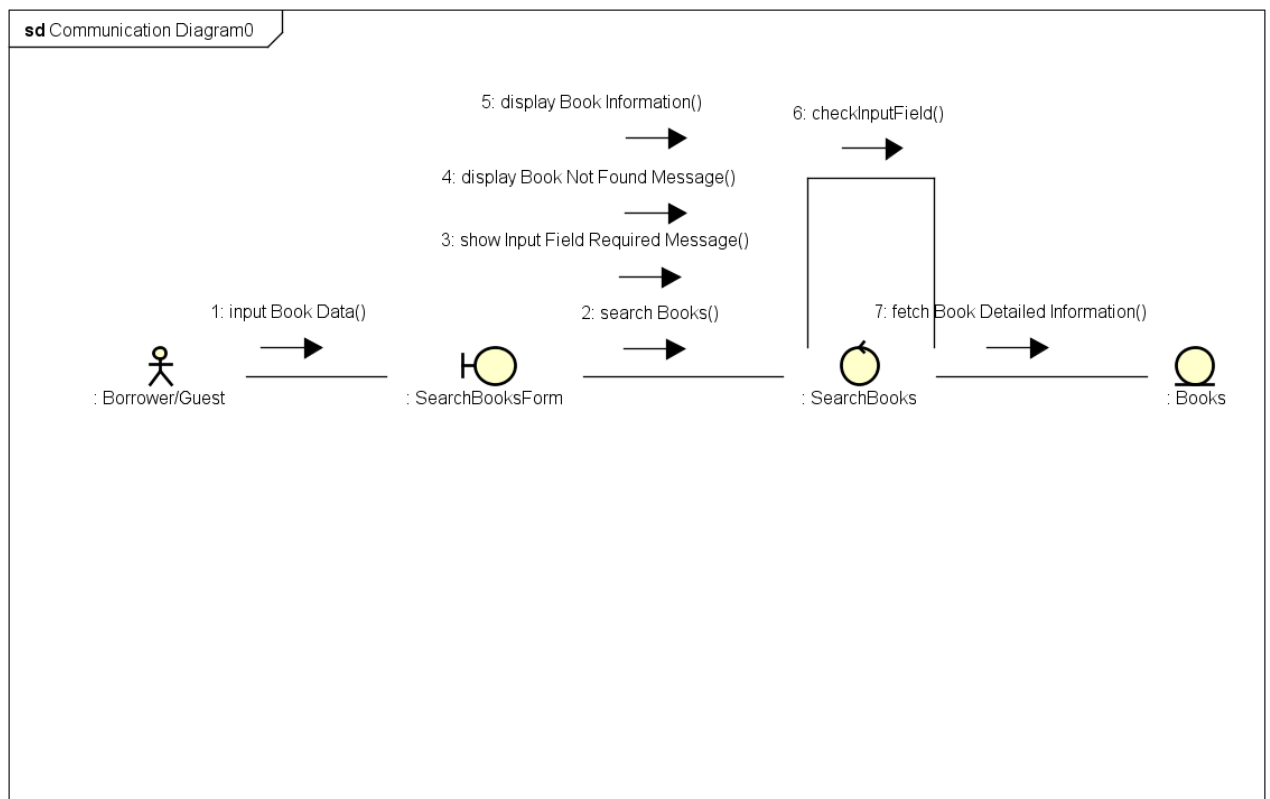 sd Communication Diagram0
5: display Book Information()
6: checkInputField()
4: display Book Not Found Message()
3: show Input Field Required Message()
1: input Book Data()
2: search Books()
7: fetch Book Detailed Information()
: Borrower/Guest
: SearchBooksForm
: SearchBooks
: Books